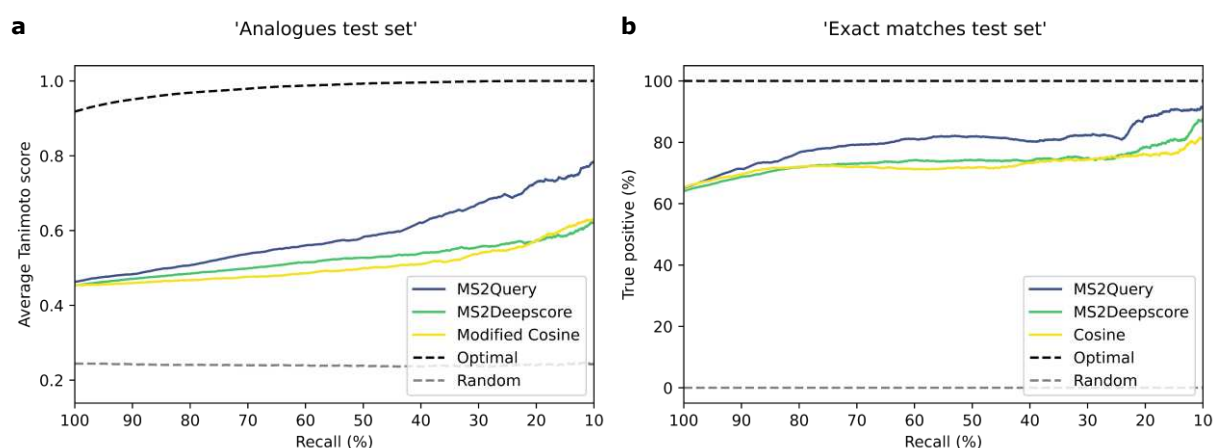 a
'Analogues test set'
Average Tanimoto score
1.0
0.8
0.6
0.4
0.2
MS2Query
MS2Deepscore
Modified Cosine
Optimal
Random
100 90 80 70 60 50 40 30 20 10
Recall (%)
b
'Exact matches test set'
True positive (%)
100
80
60
40
20
0
MS2Query
MS2Deepscore
Cosine
Optimal
Random
100 90 80 70 60 50 40 30 20 10
Recall (%)